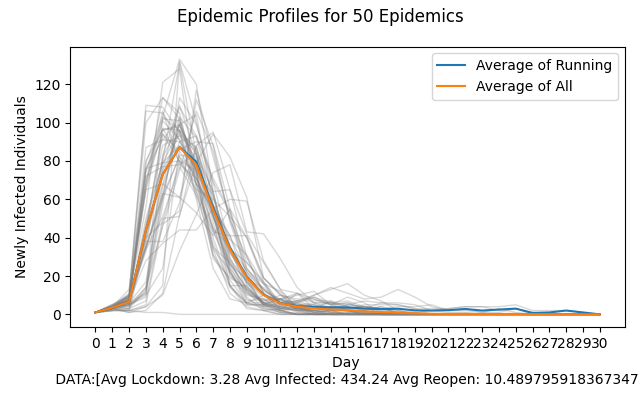 Epidemic Profiles for 50 Epidemics
Average of Running
Average of All
Newly Infected Individuals
120
100
80
60
40
20
0
0 1 2 3 4 5 6 7 8 9 10 11 12 13 14 15 16 17 18 19 20 21 22 23 24 25 26 27 28 29 30
Day
DATA:[Avg Lockdown: 3.28 Avg Infected: 434.24 Avg Reopen: 10.489795918367347